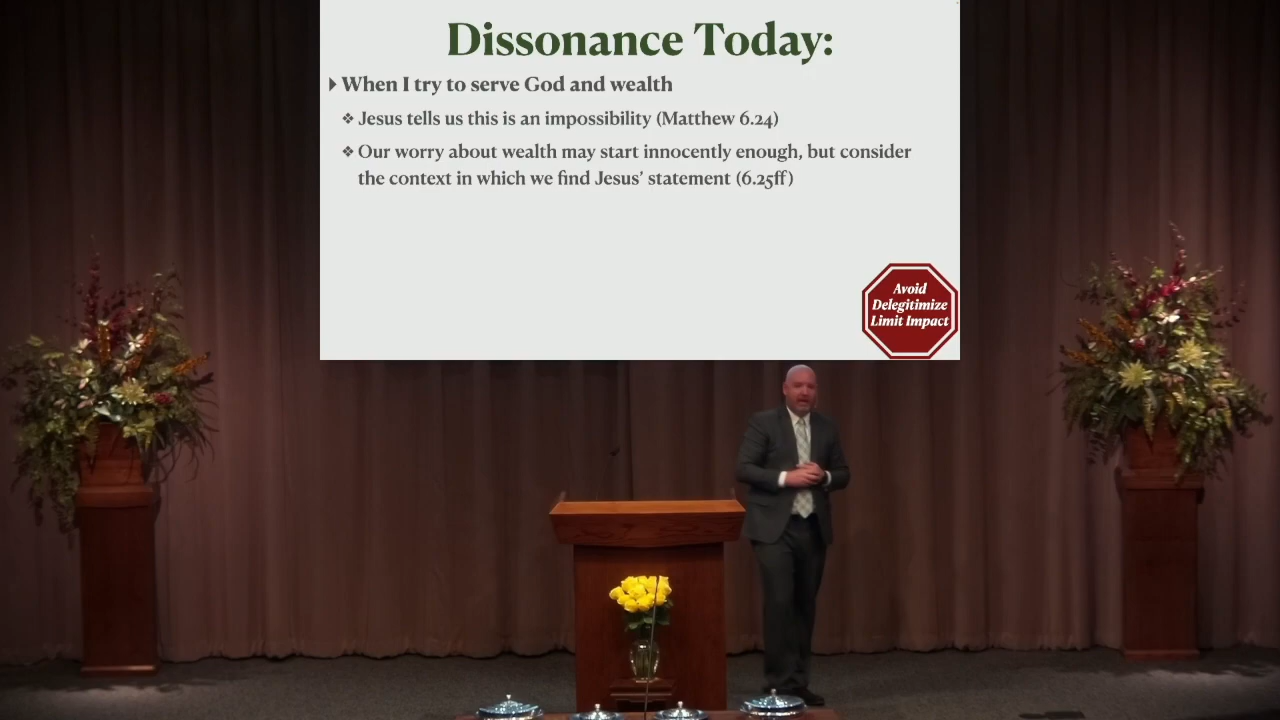 Dissonance Today:
When I try to serve God and wealth
❖ Jesus tells us this is an impossibility (Matthew 6.24)
❖ Our worry about wealth may start innocently enough, but consider
the context in which we find Jesus’ statement (6.25ff)
Avoid
Delegitimize
Limit Impact